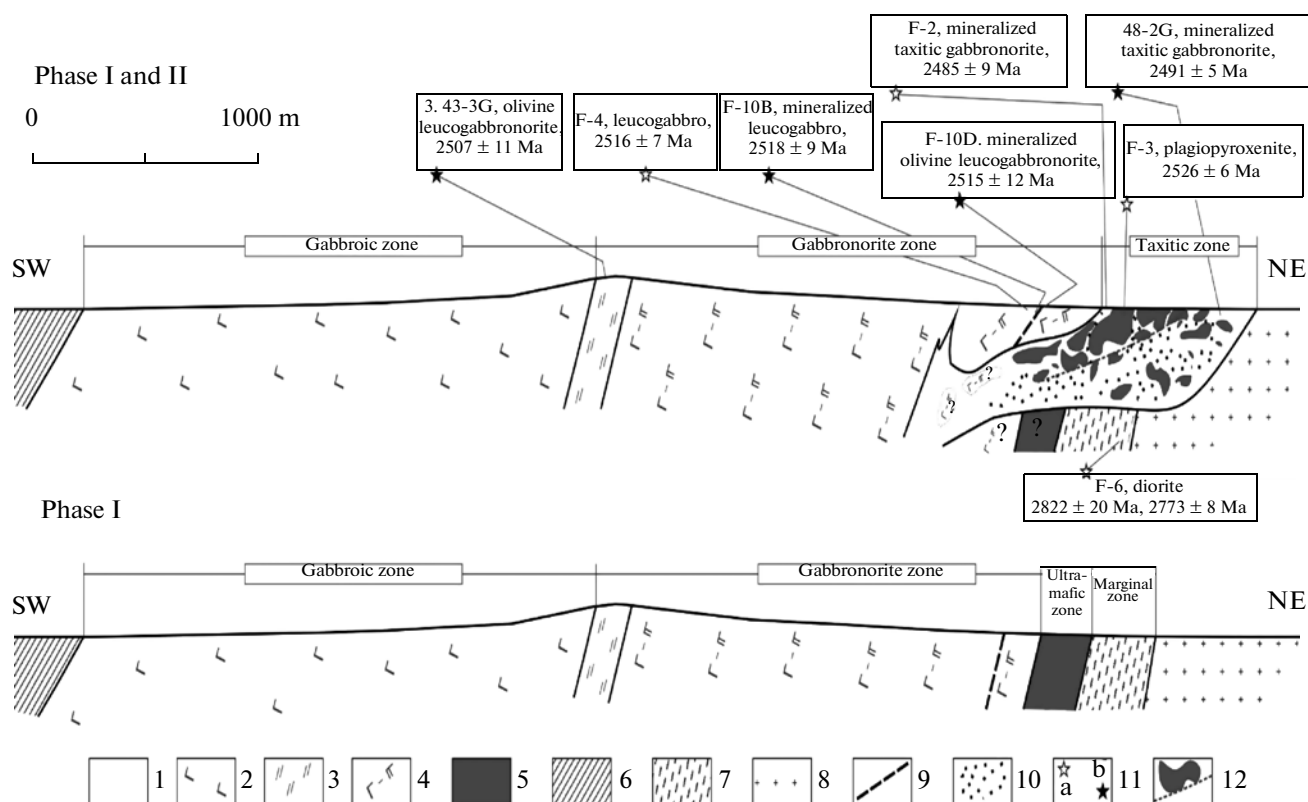 Phase I and II
0 1000 m
F-2, mineralized
taxitic gabbronorite,
2485 ± 9 Ma
48-2G, mineralized
taxitic gabbronorite,
2491 ± 5 Ma
3. 43-3G, olivine
leucogabbronorite,
2507 ± 11 Ma
F-4, leucogabbro,
2516 ± 7 Ma
F-10B, mineralized
leucogabbro,
2518 ± 9 Ma
F-10D. mineralized
olivine leucogabbronorite,
2515 ± 12 Ma
F-3, plagiopyroxenite,
2526 ± 6 Ma
Gabbroic zone
Gabbronorite zone
Taxitic zone
SW
NE
?
?
?
?
F-6, diorite
2822 ± 20 Ma, 2773 ± 8 Ma
Phase I
Gabbroic zone
Gabbronorite zone
Ultra-
mafic
zone
Marginal
zone
SW
NE
1 2 3 4 5 6 7 8 9 10 a b 11 12